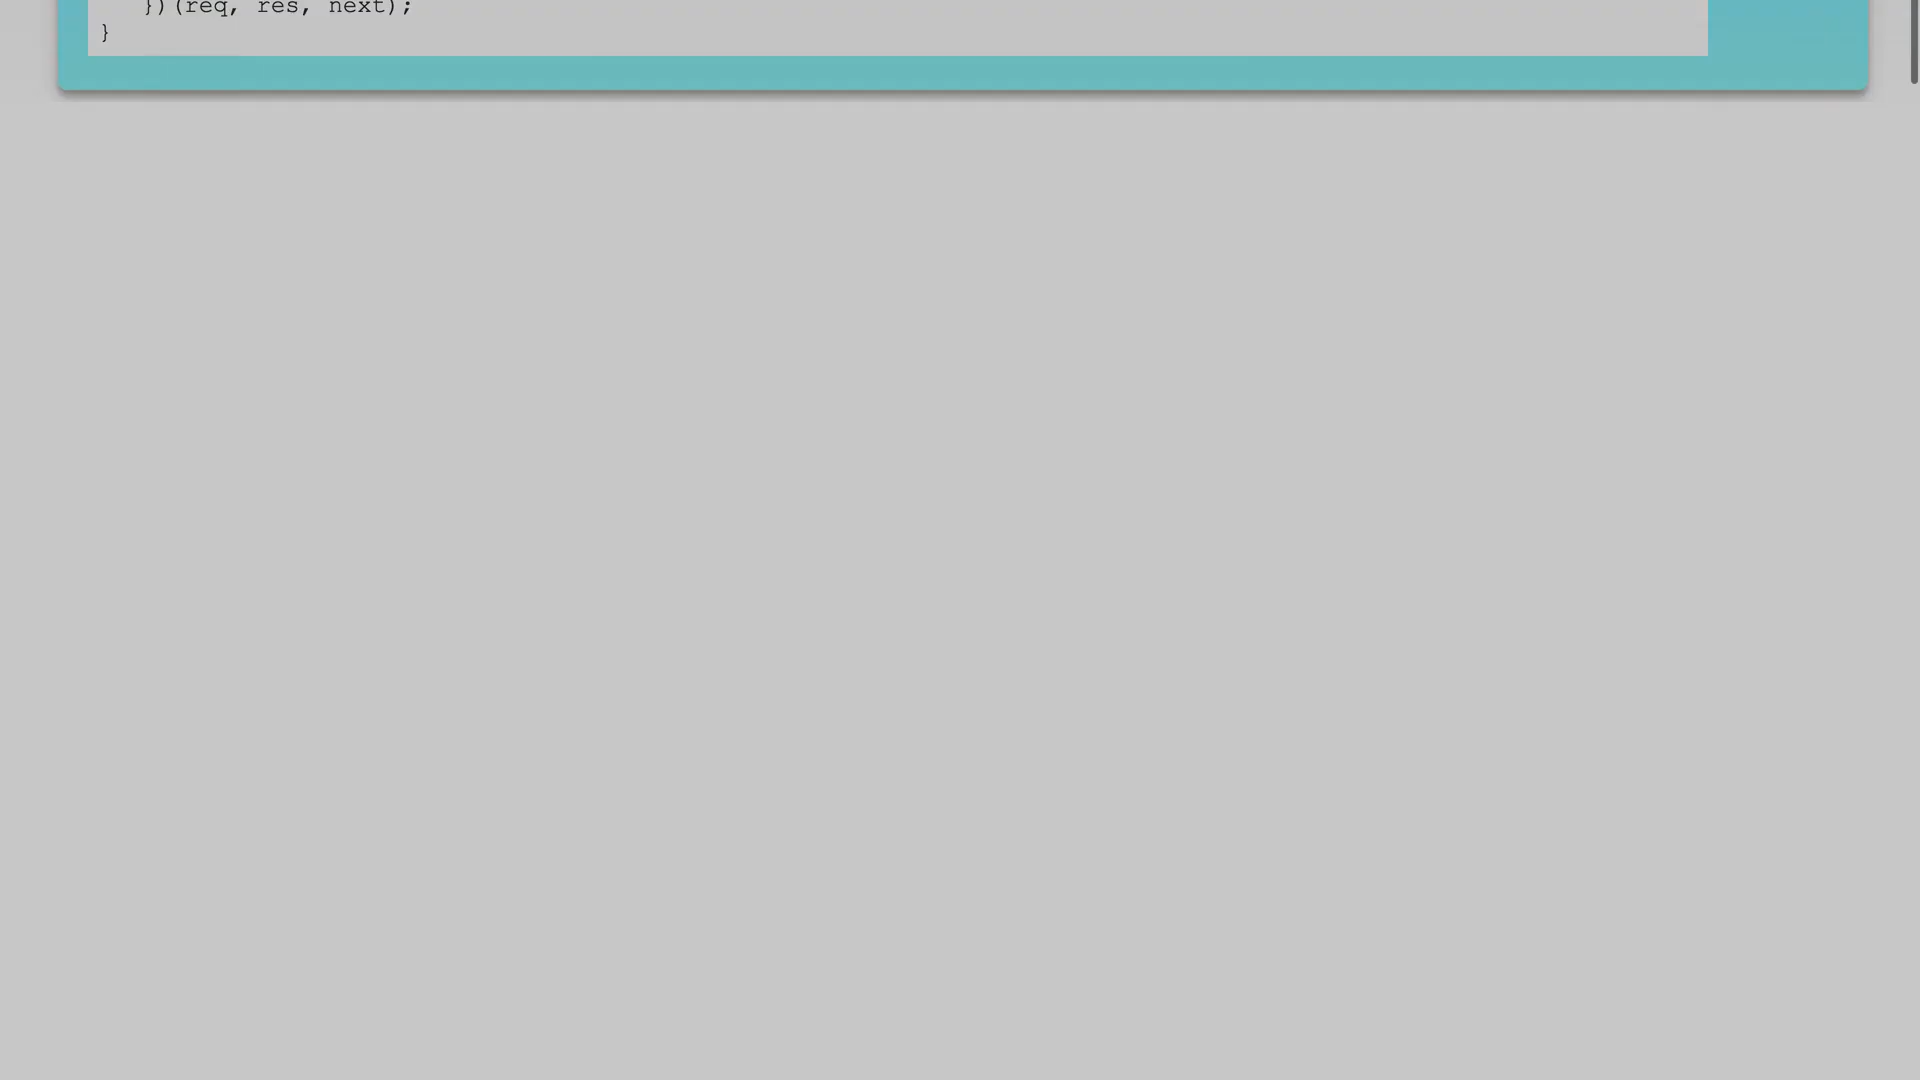 })(req, res, next);
}